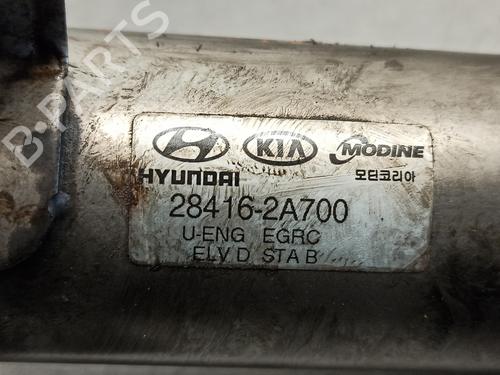 B-PARTS
KIA MODINE
HYUNDAI 모딘코리아
28416-2A700
U-ENG EGRC
ELV D STA B